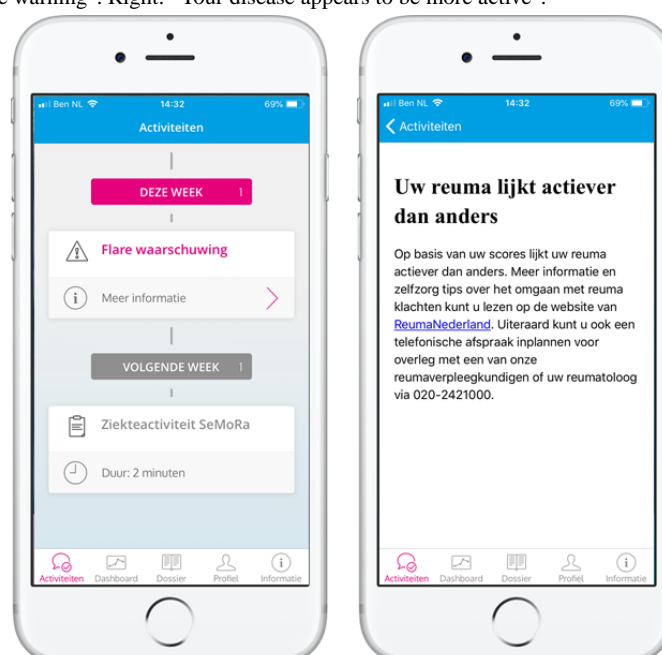 warning". Right: "Your disease appears to be more active".
Ben NL 14:32 69%
Activiteiten
DEZE WEEK 1
Flare waarschuwing
Meer informatie
VOLGENDE WEEK 1
Ziekteactiviteit SeMoRa
Duur: 2 minuten
Activiteiten Dashboard Dossier Profiel Informatie
Ben NL 14:32 69%
Activiteiten
Uw reuma lijkt actiever
dan anders
Op basis van uw scores lijkt uw reuma
actiever dan anders. Meer informatie en
zelfzorg tips over het omgaan met reuma
klachten kunt u lezen op de website van
ReumaNederland. Uiteraard kunt u ook een
telefonische afspraak inplannen voor
overleg met een van onze
reumaverpleegkundigen of uw reumatoloog
via 020-2421000.
Activiteiten Dashboard Dossier Profiel Informatie